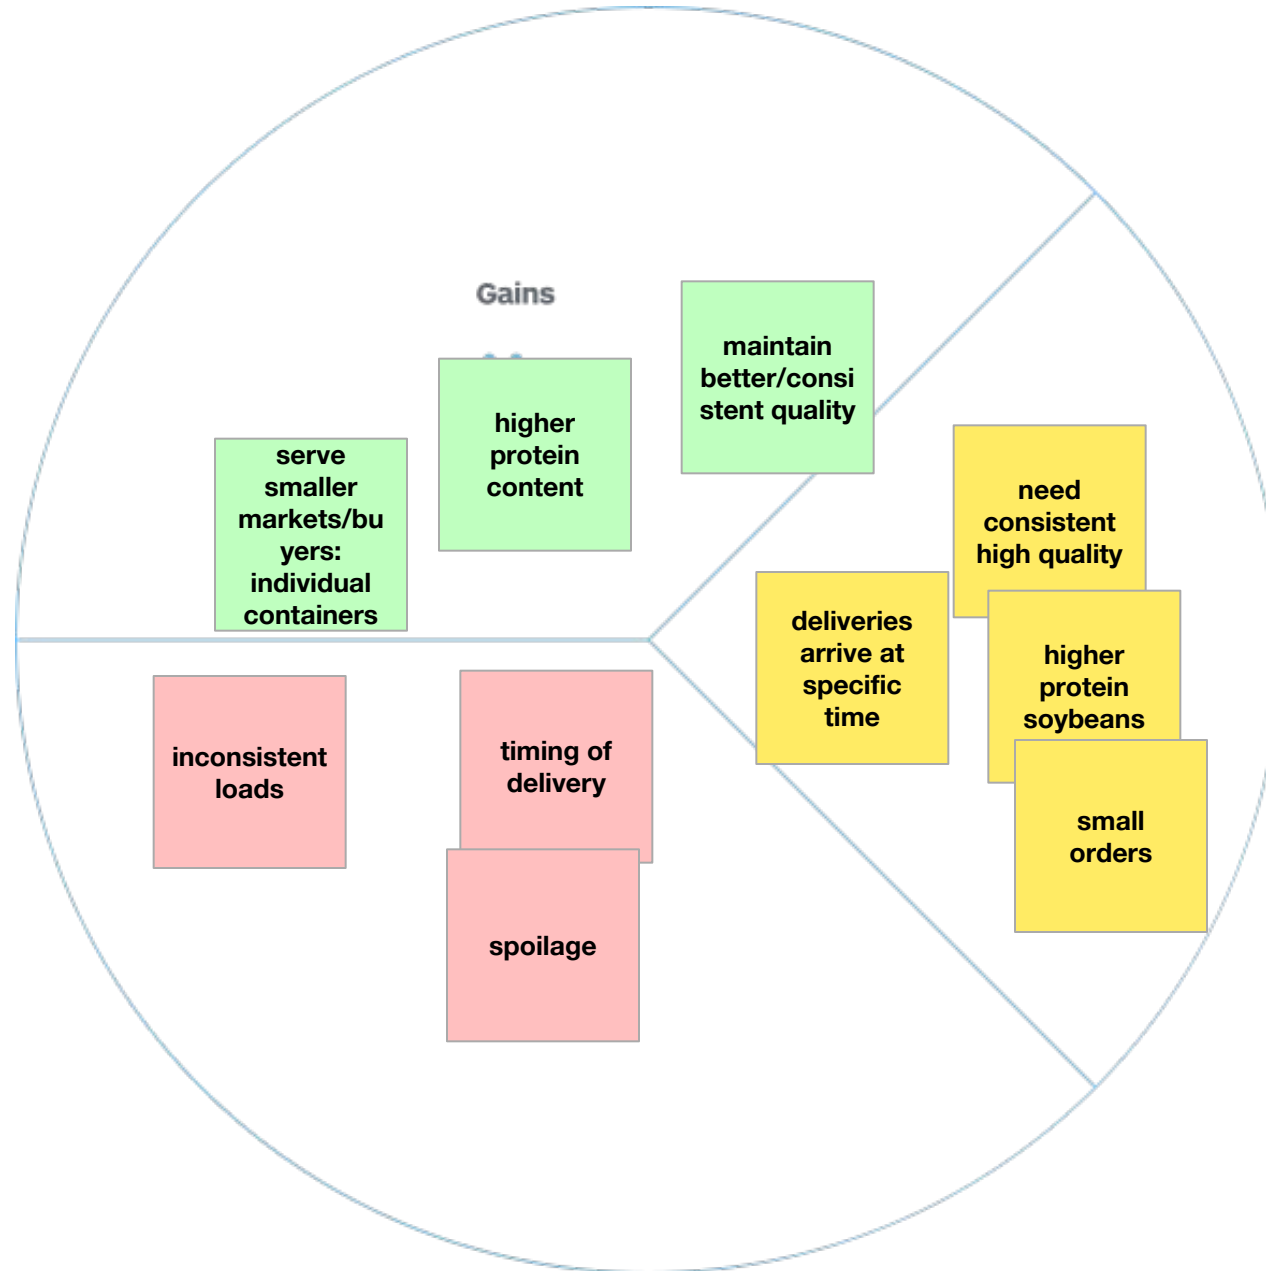 Gains
maintain
better/consi
stent quality
higher
protein
content
serve
smaller
markets/bu
yers:
individual
containers
need
consistent
high quality
deliveries
arrive at
specific
time
higher
protein
soybeans
small
orders
inconsistent
loads
timing of
delivery
spoilage